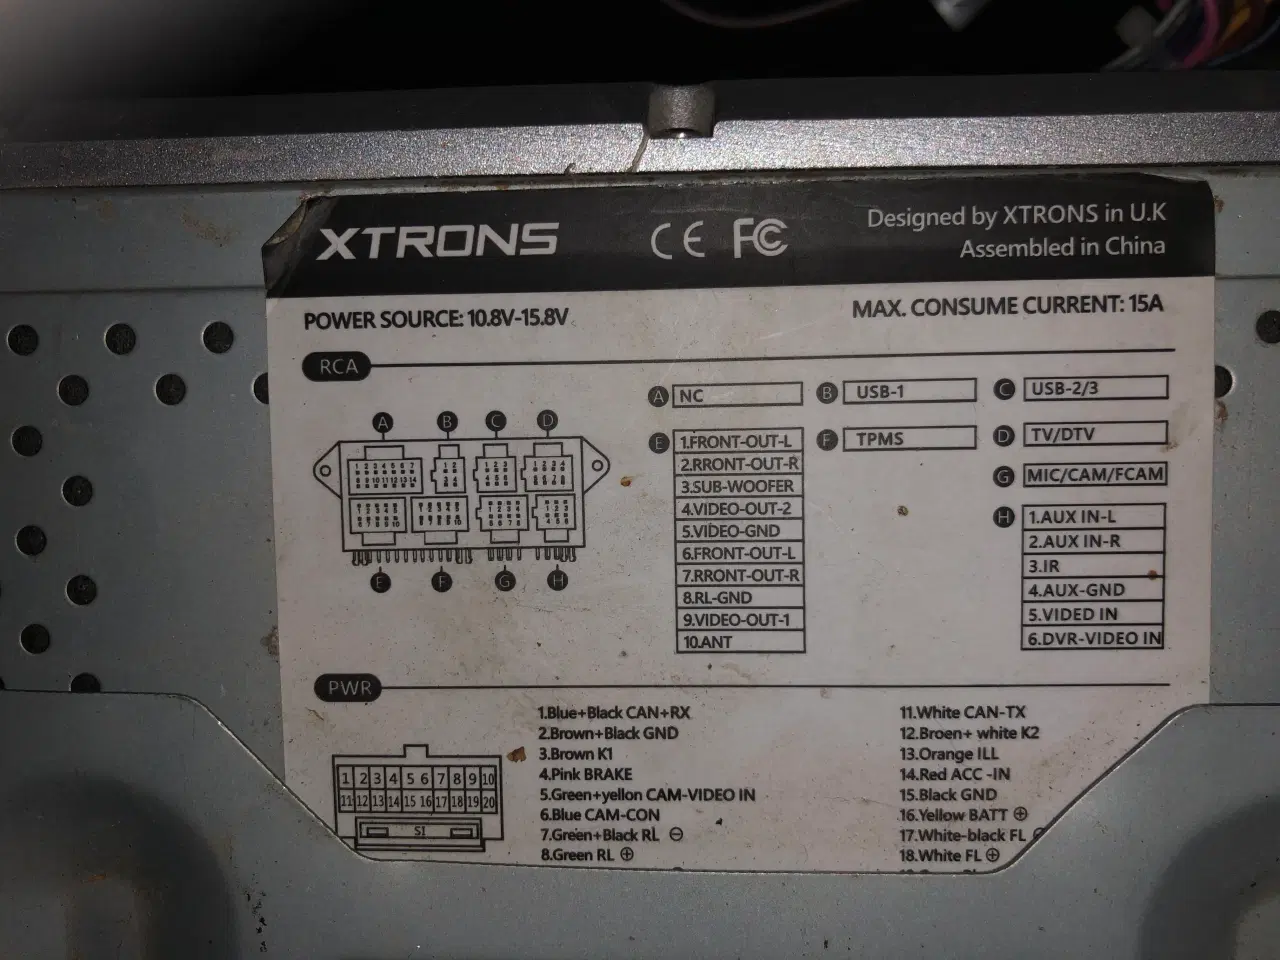 XTRONS CE FC Designed by XTRONS in U.K
Assembled in China
POWER SOURCE: 10.8V-15.8V MAX. CONSUME CURRENT: 15A
RCA
A B C D
E F G H
A NC
B USB-1
C USB-2/3
D TV/DTV
E
1.FRONT-OUT-L
2.RRONT-OUT-R
3.SUB-WOOFER
4.VIDEO-OUT-2
5.VIDEO-GND
6.FRONT-OUT-L
7.RRONT-OUT-R
8.RL-GND
9.VIDEO-OUT-1
10.ANT
F TPMS
G MIC/CAM/FCAM
H
1.AUX IN-L
2.AUX IN-R
3.IR
4.AUX-GND
5.VIDED IN
6.DVR-VIDEO IN
PWR
1 2 3 4 5 6 7 8 9 10
11 12 13 14 15 16 17 18 19 20
SI
1.Blue+Black CAN+RX
2.Brown+Black GND
3.Brown K1
4.Pink BRAKE
5.Green+yellon CAM-VIDEO IN
6.Blue CAM-CON
7.Green+Black RL ⊖
8.Green RL ⊕
11.White CAN-TX
12.Broen+ white K2
13.Orange ILL
14.Red ACC -IN
15.Black GND
16.Yellow BATT ⊕
17.White-black FL
18.White FL ⊕